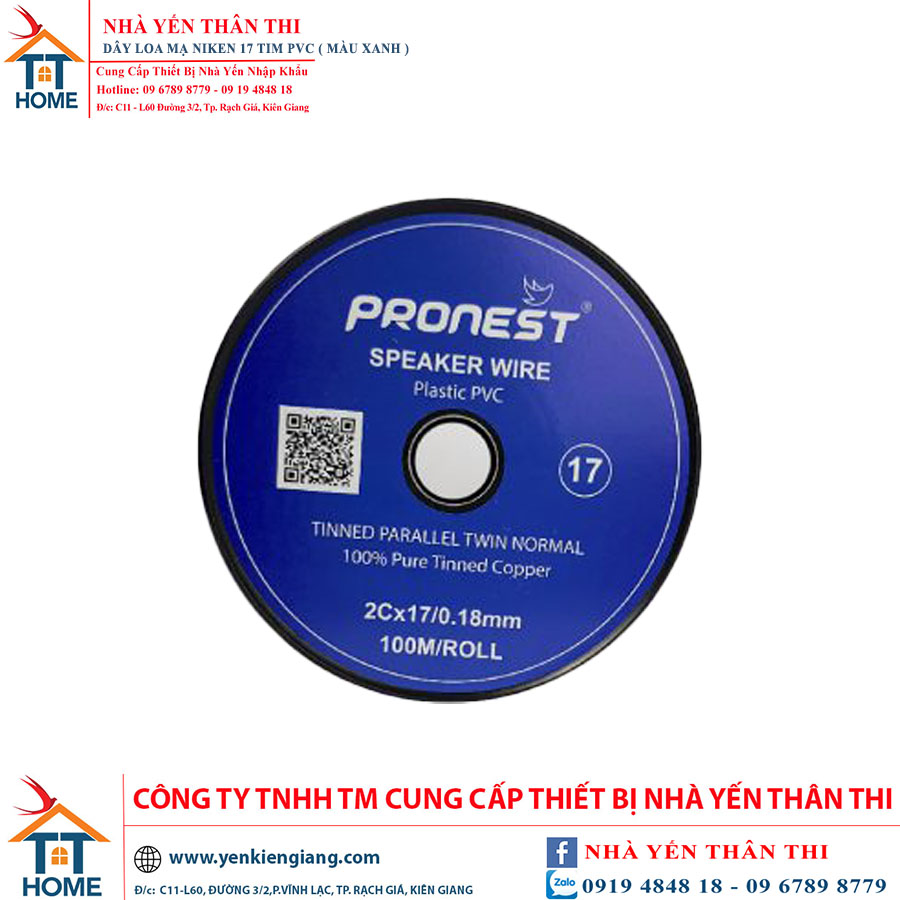 NHÀ YẾN THÂN THI
DÂY LOA MẠ NIKEN 17 TIM PVC ( MÀU XANH )
Cung Cấp Thiết Bị Nhà Yến Nhập Khẩu
Hotline: 09 6789 8779 - 09 19 4848 18
Đ/c: C11 - L60 Đường 3/2, Tp. Rạch Giá, Kiên Giang
TT
HOME
PRONEST®
SPEAKER WIRE
Plastic PVC
17
TINNED PARALLEL TWIN NORMAL
100% Pure Tinned Copper
2Cx17/0.18mm
100M/ROLL
TT
HOME
CÔNG TY TNHH TM CUNG CẤP THIẾT BỊ NHÀ YẾN THÂN THI
www.yenkiengiang.com
Đ/c: C11-L60, ĐƯỜNG 3/2,P.VĨNH LẠC, TP. RẠCH GIÁ, KIÊN GIANG
f NHÀ YẾN THÂN THI
Zalo 0919 4848 18 - 09 6789 8779